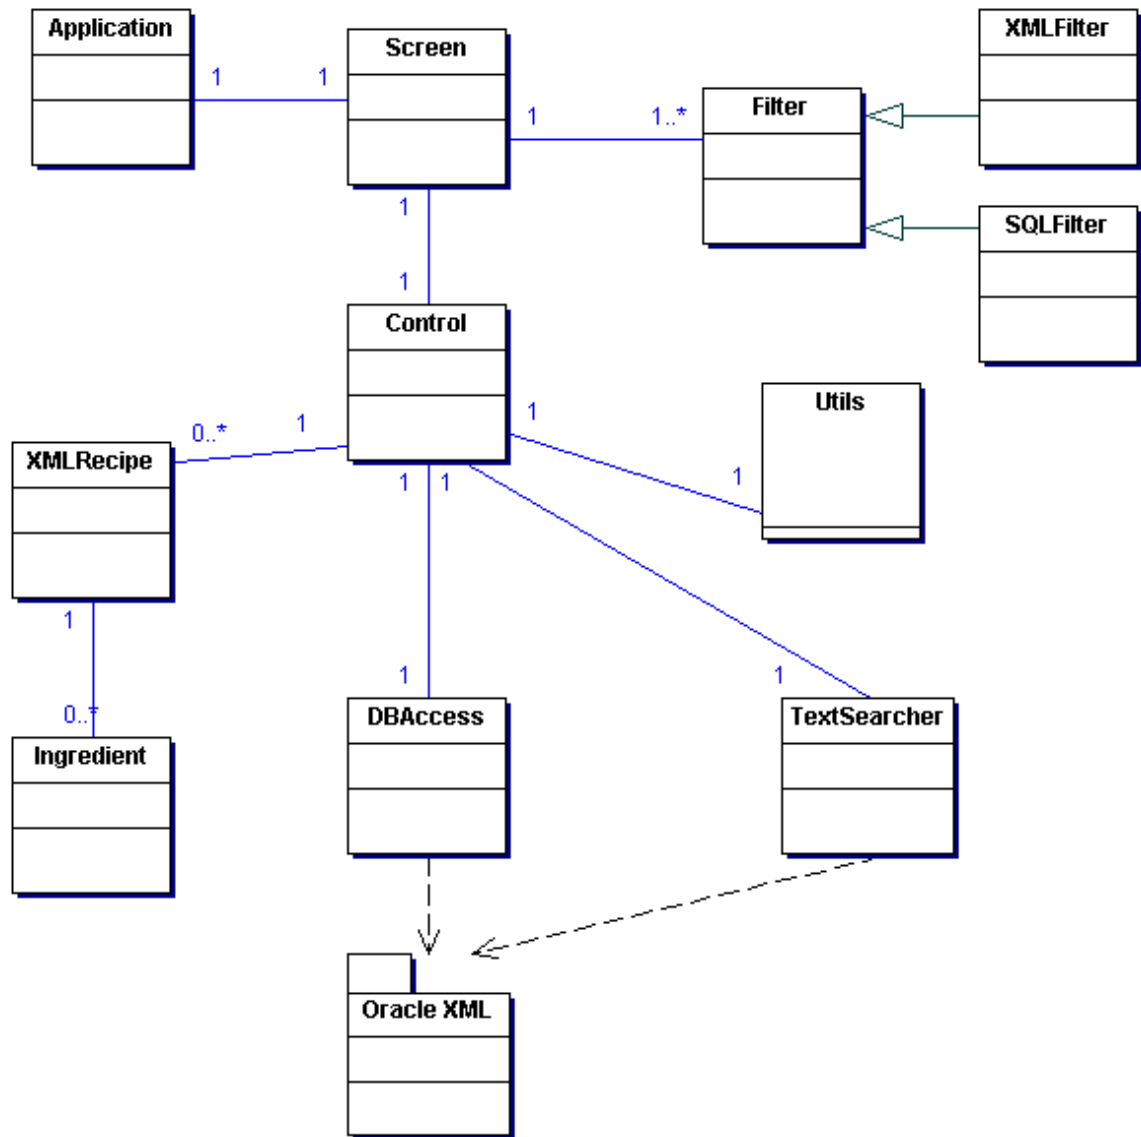 Application
Screen
XMLFilter
1
1
Filter
1
1..*
1
SQLFilter
1
Control
Utils
1
0..*
1
XMLRecipe
1
1
1
1
0..*
1
1
DBAccess
TextSearcher
Ingredient
Oracle XML